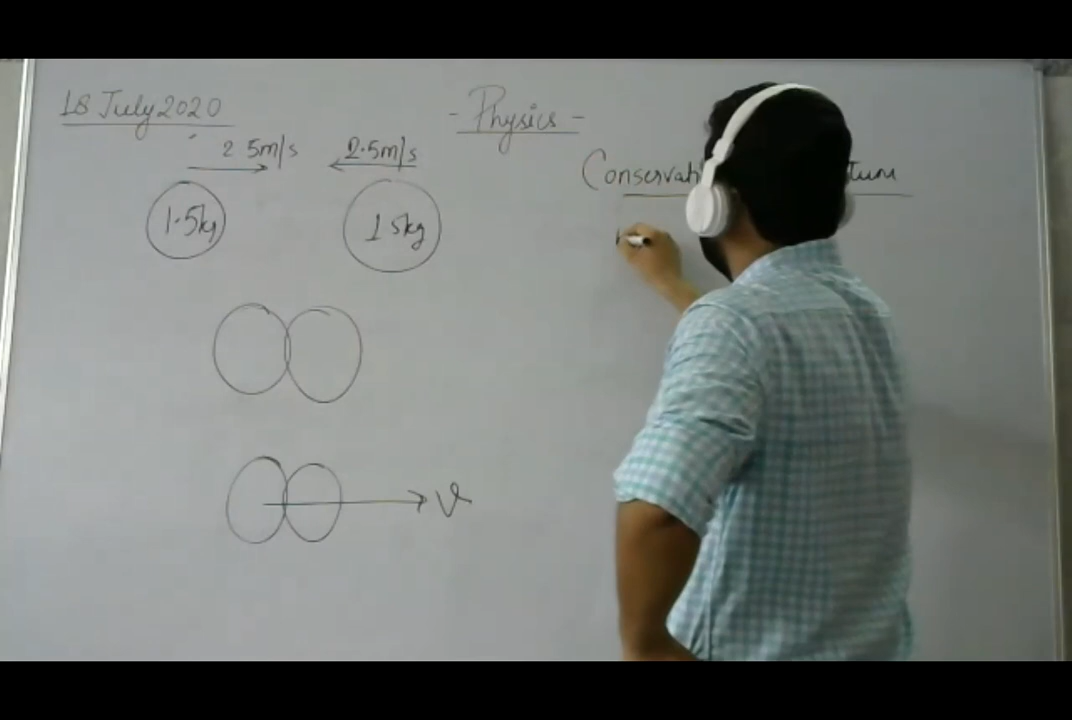 18 July 2020
- Physics -
2 5m/s
2.5m/s
Conservati
tum
1.5kg
1 5kg
v